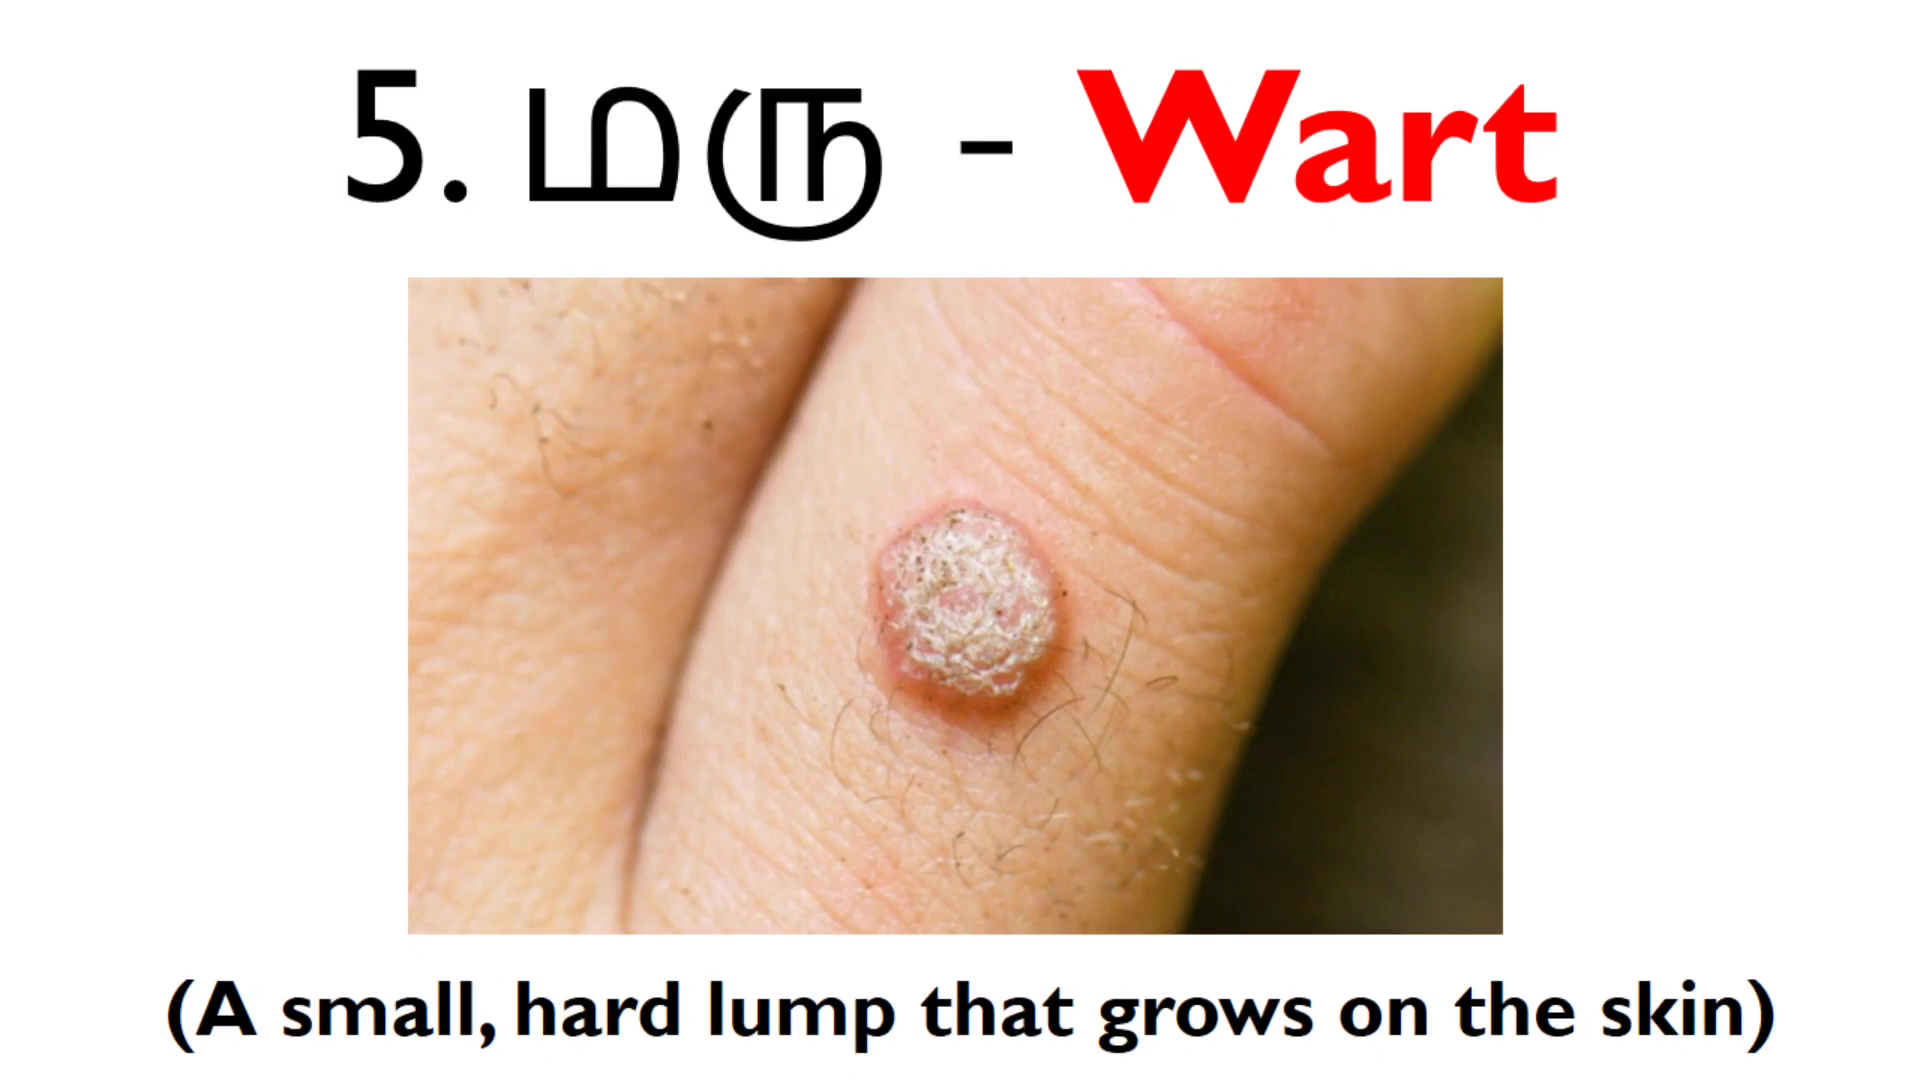 5. மரு - Wart
(A small, hard lump that grows on the skin)